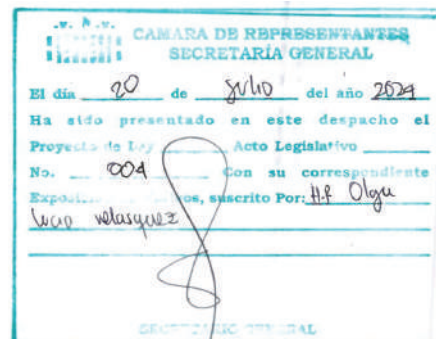 CAMARA DE REPRESENTANTES
SECRETARÍA GENERAL
El día 20 de Julio del año 2024
Ha sido presentado en este despacho el
Proyecto de Ley Acto Legislativo
No. 004 Con su correspondiente
Exposición de Motivos, suscrito Por: H.R Olga
Lucia Velasquez
SECRETARIO GENERAL